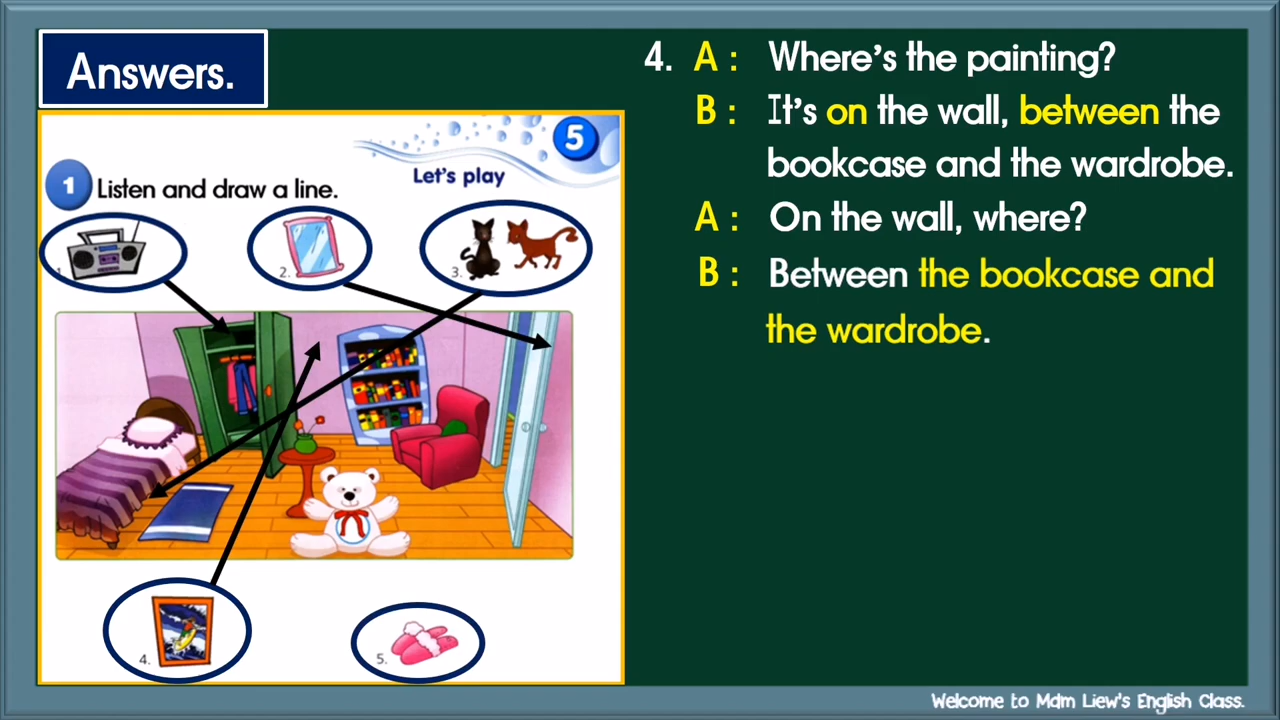 Answers.
5
Let's play
1 Listen and draw a line.
1.
2.
3.
4.
5.
4. A : Where's the painting?
B : It's on the wall, between the
bookcase and the wardrobe.
A : On the wall, where?
B : Between the bookcase and
the wardrobe.
Welcome to Mdm Liew's English Class.